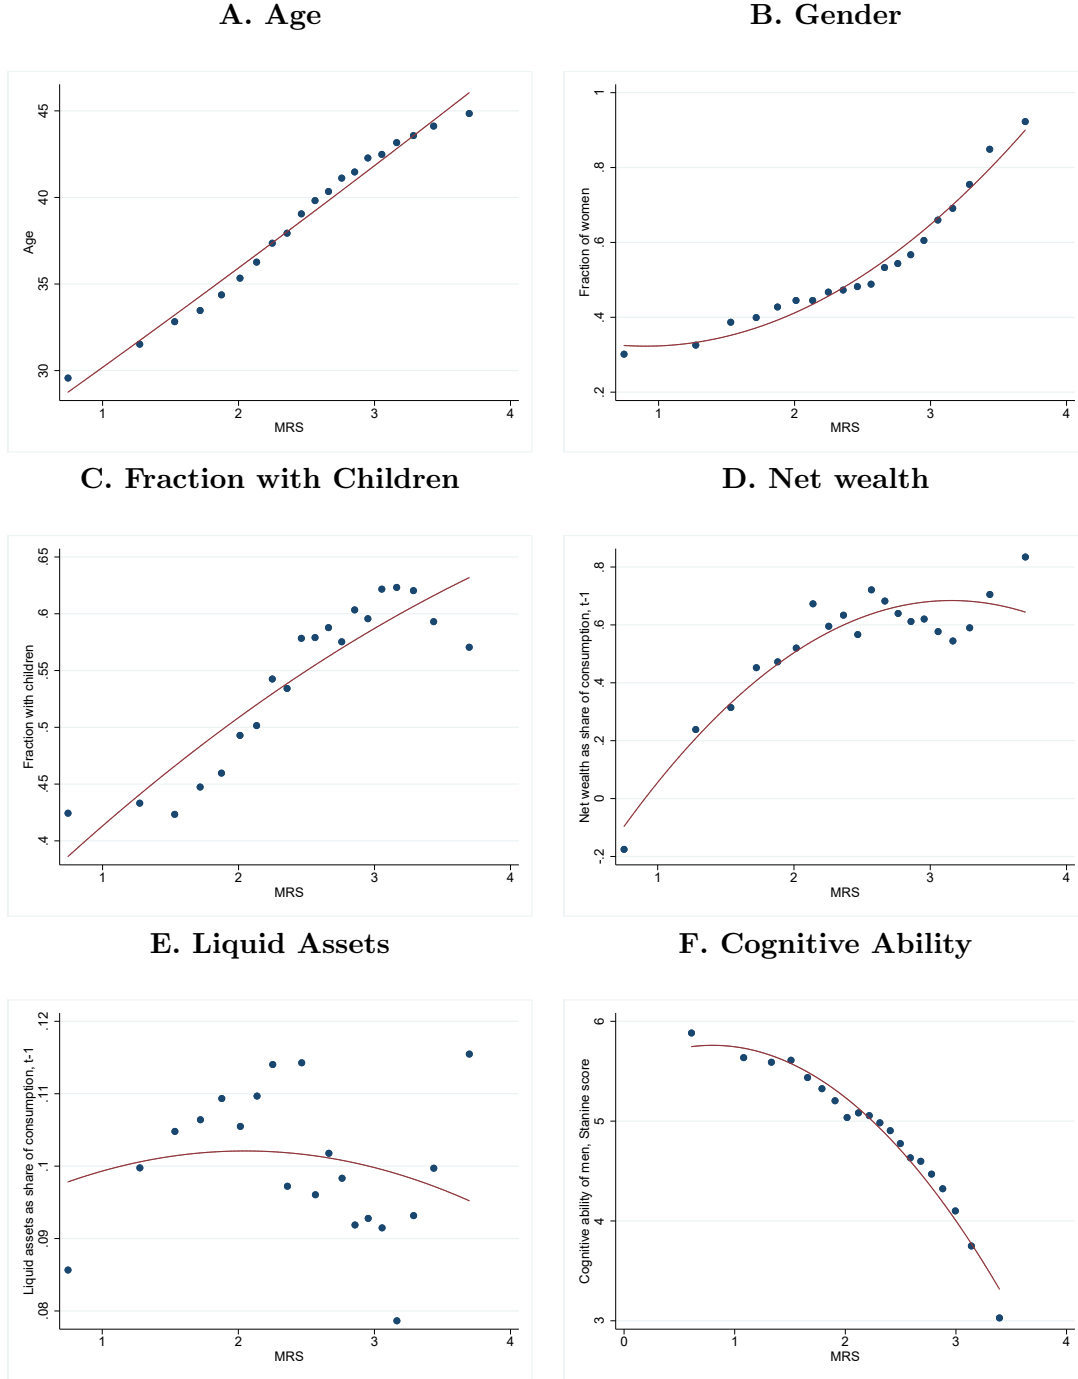 A. Age
B. Gender
45
40
35
30
Age
1 2 3 4
MRS
1
.8
.6
.4
.2
Fraction of women
1 2 3 4
MRS
C. Fraction with Children
D. Net wealth
.65
.6
.55
.5
.45
.4
Fraction with children
1 2 3 4
MRS
.8
.6
.4
.2
0
-.2
Net wealth as share of consumption, t-1
1 2 3 4
MRS
E. Liquid Assets
F. Cognitive Ability
.12
.11
.1
.09
.08
Liquid assets as share of consumption, t-1
1 2 3 4
MRS
6
5
4
3
Cognitive ability of men, Stanine score
0 1 2 3 4
MRS